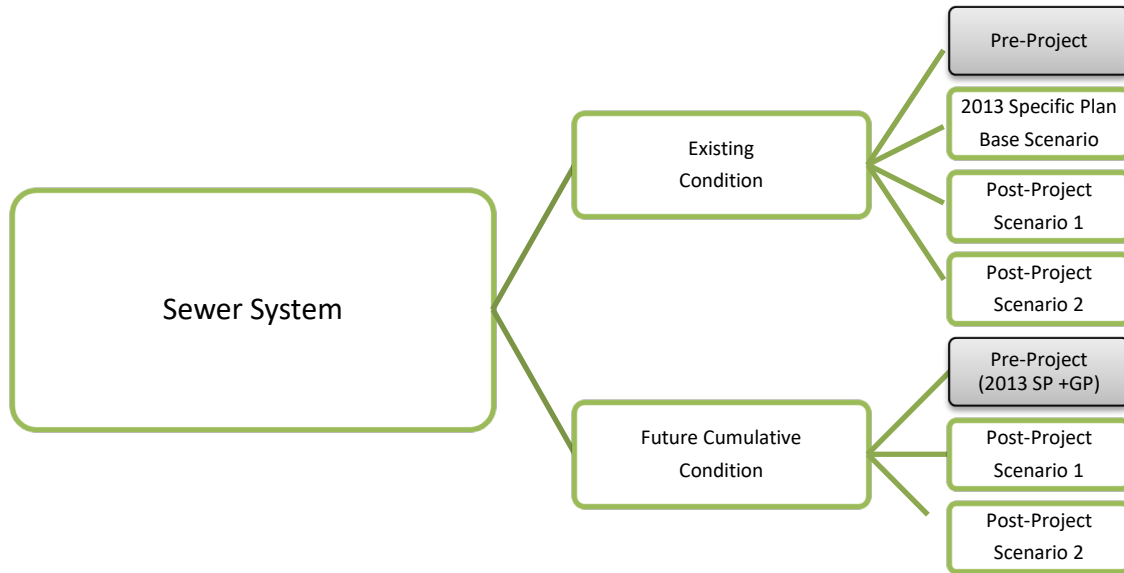 Pre-Project
2013 Specific Plan
Base Scenario
Existing
Condition
Post-Project
Scenario 1
Post-Project
Scenario 2
Sewer System
Pre-Project
(2013 SP +GP)
Future Cumulative
Condition
Post-Project
Scenario 1
Post-Project
Scenario 2